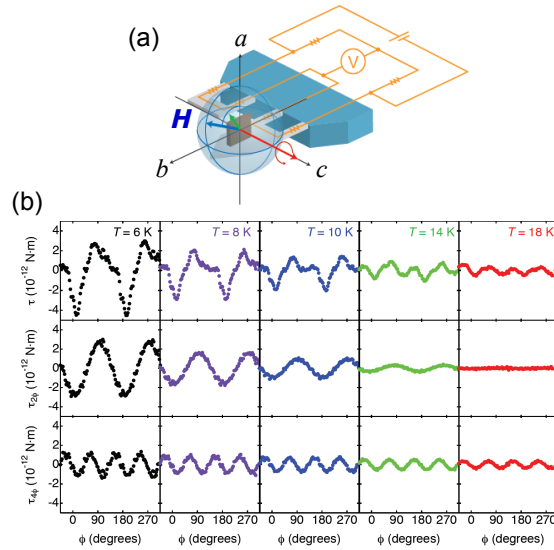 (a)
a
V
H
b
c
(b)
T = 6 K T = 8 K T = 10 K T = 14 K T = 18 K
τ (10⁻¹² N·m)
4
2
0
-2
-4
τ₂ϕ (10⁻¹² N·m)
4
2
0
-2
-4
τ₄ϕ (10⁻¹² N·m)
4
2
0
-2
-4
0 90 180 270 0 90 180 270 0 90 180 270 0 90 180 270 0 90 180 270
ϕ (degrees) ϕ (degrees) ϕ (degrees) ϕ (degrees) ϕ (degrees)